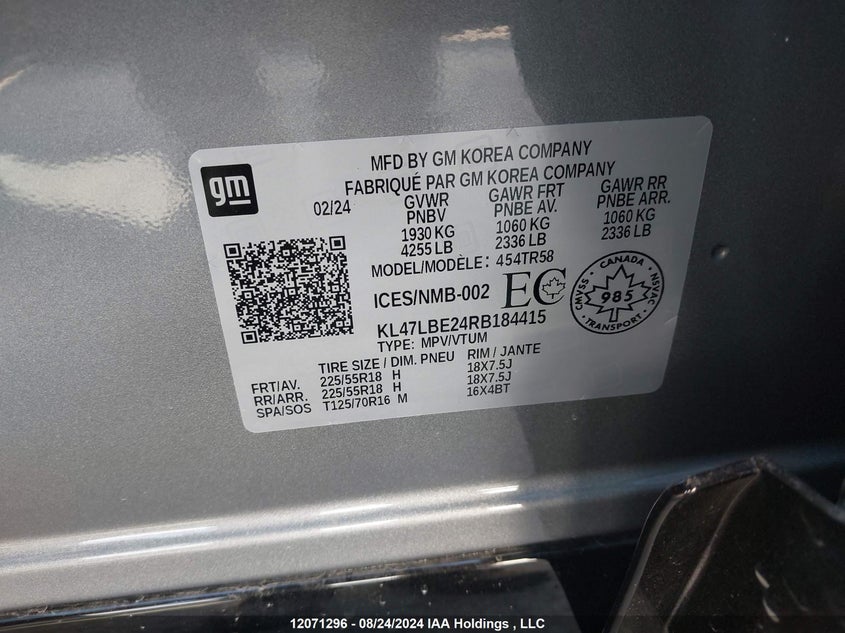 gm
MFD BY GM KOREA COMPANY
FABRIQUÉ PAR GM KOREA COMPANY
02/24 GVWR GAWR FRT GAWR RR
PNBV PNBE AV. PNBE ARR.
1930 KG 1060 KG 1060 KG
4255 LB 2336 LB 2336 LB
MODEL/MODÈLE: 454TR58
ICES/NMB-002 EC
CANADA
CMVSS 985 NSVAC
TRANSPORT
KL47LBE24RB184415
TYPE: MPV/VTUM
TIRE SIZE / DIM. PNEU RIM / JANTE
FRT/AV. 225/55R18 H 18X7.5J
RR/ARR. 225/55R18 H 18X7.5J
SPA/SOS T125/70R16 M 16X4BT
12071296 - 08/24/2024 IAA Holdings , LLC